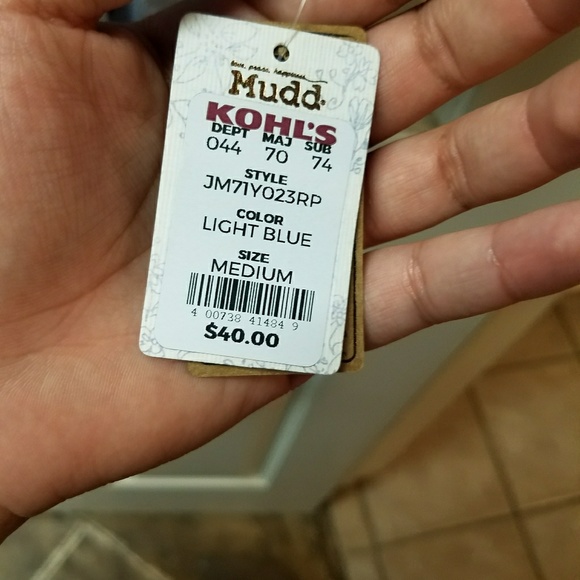 love. peace. happiness.
Mudd.
KOHL'S
DEPT MAJ SUB
044 70 74
STYLE
JM71Y023RP
COLOR
LIGHT BLUE
SIZE
MEDIUM
4 00738 41484 9
$40.00